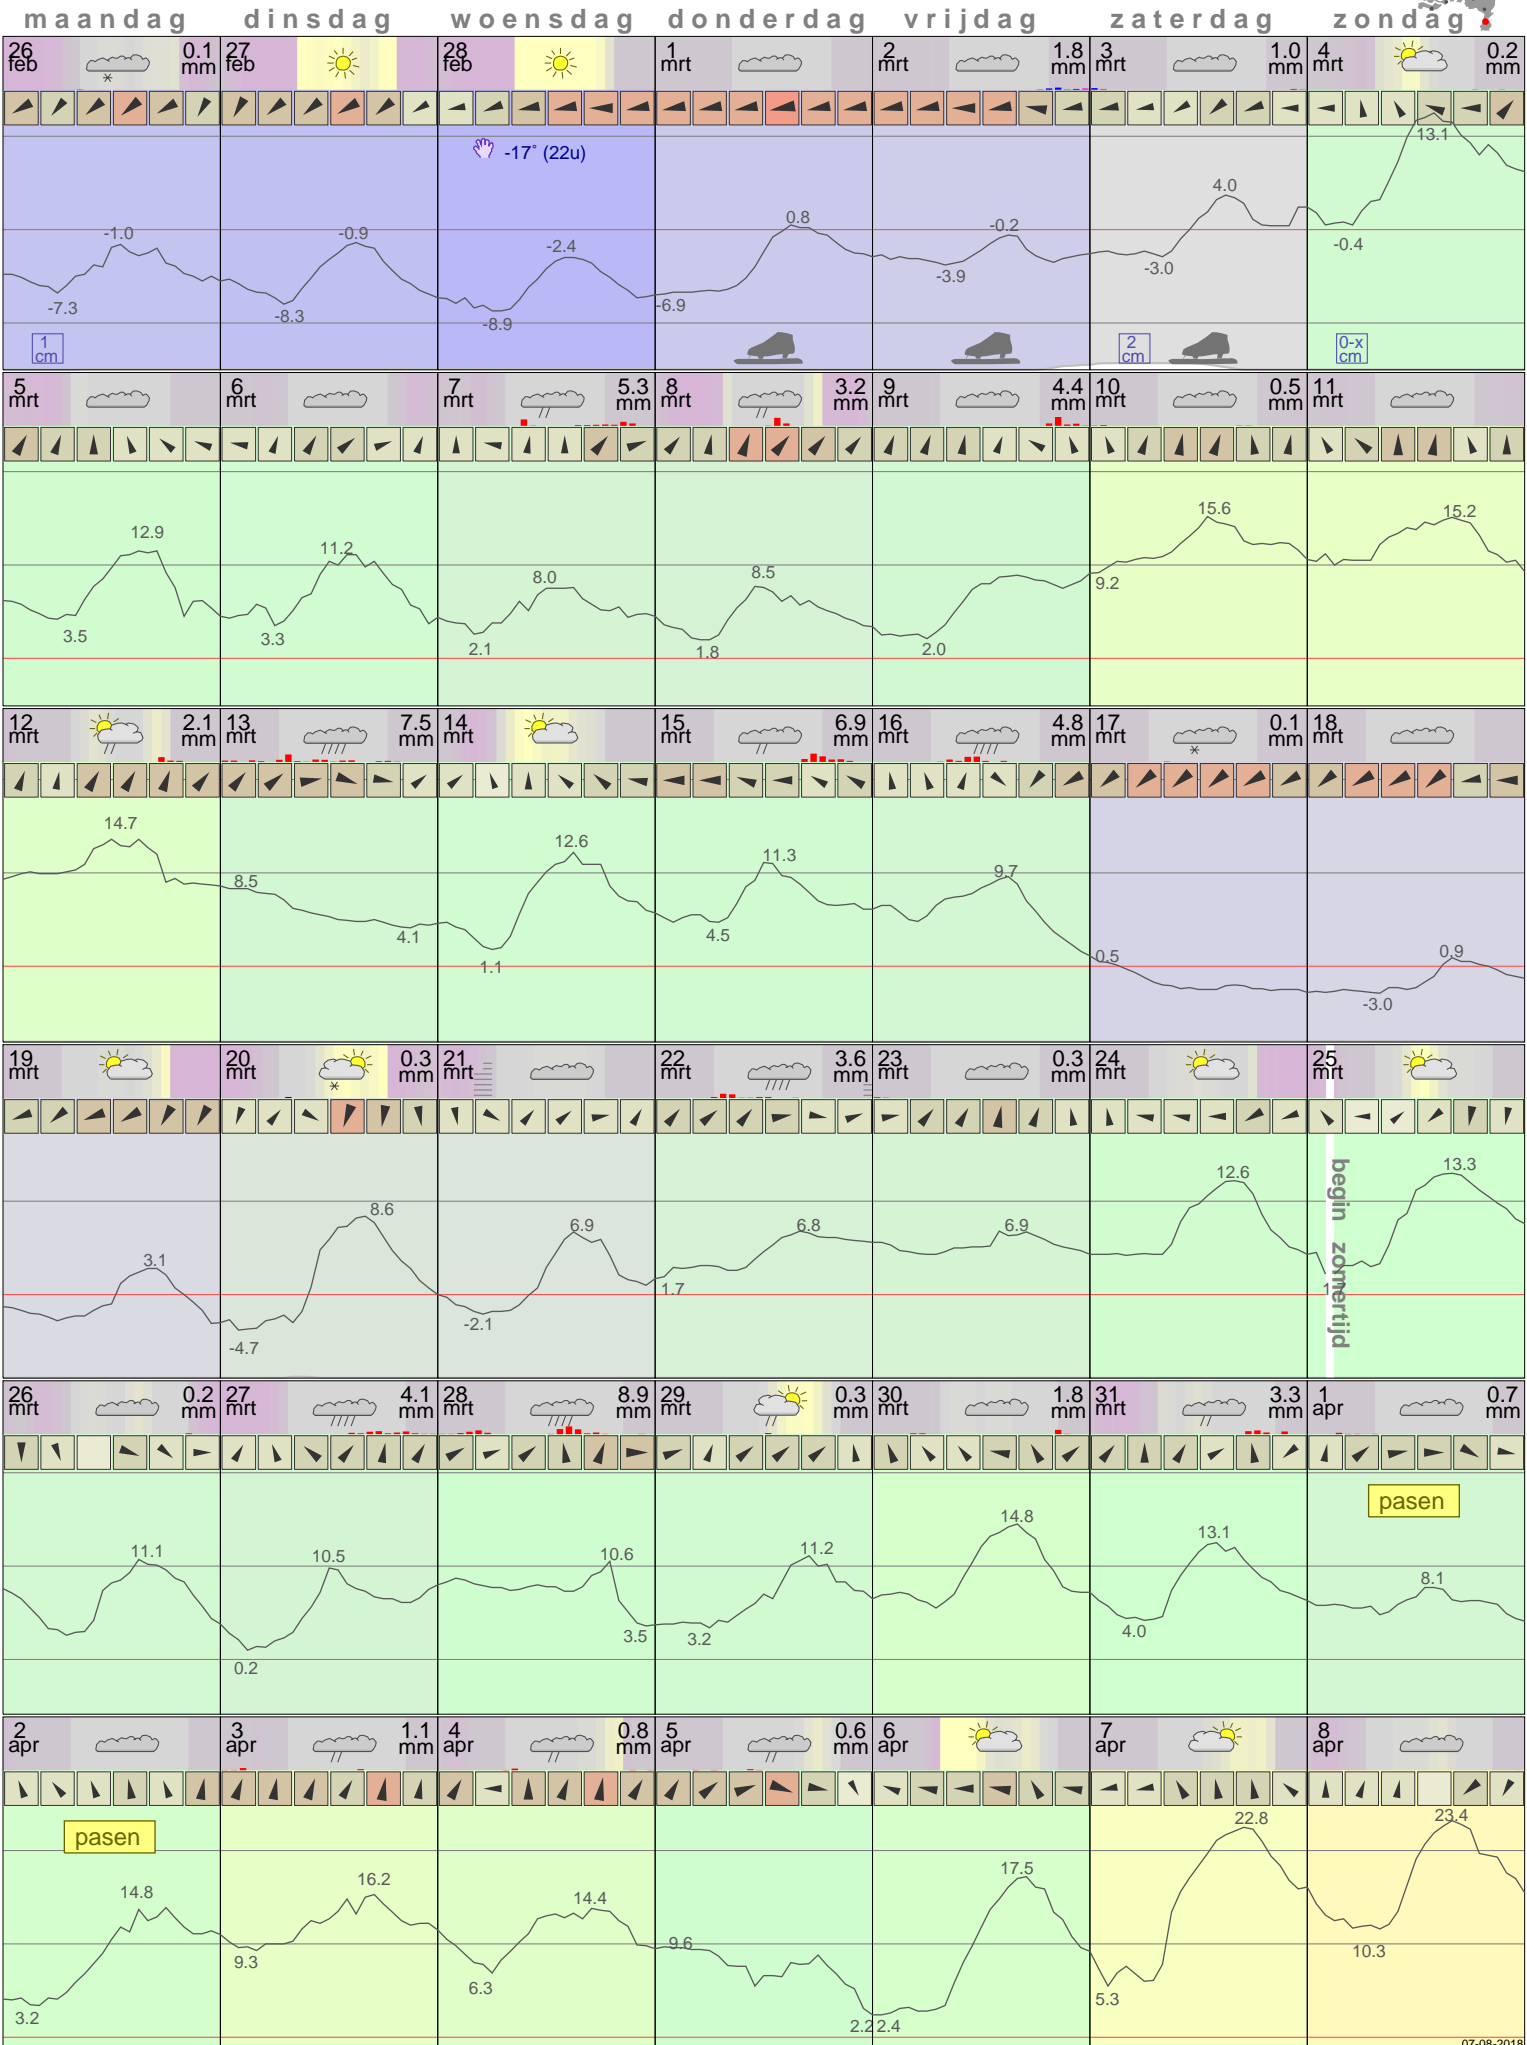 maandag dinsdag woensdag donderdag vrijdag zaterdag zondag
26 feb 0.1 mm 27 feb 28 feb 1 mrt 2 mrt 1.8 mm 3 mrt 1.0 mm 4 mrt 0.2 mm
-17° (22u)
13.1
4.0
-1.0 -0.9 -2.4 0.8 -0.2
-7.3 -8.3 -8.9 -6.9 -3.9 -3.0 -0.4
1 cm 2 cm 0-x cm
5 mrt 6 mrt 7 mrt 5.3 mm 8 mrt 3.2 mm 9 mrt 4.4 mm 10 mrt 0.5 mm 11 mrt
12.9 11.2 8.0 8.5 15.6 15.2
3.5 3.3 2.1 1.8 2.0 9.2
12 mrt 2.1 mm 13 mrt 7.5 mm 14 mrt 15 mrt 6.9 mm 16 mrt 4.8 mm 17 mrt 0.1 mm 18 mrt
14.7 8.5 12.6 11.3 9.7 0.5 0.9
4.1 1.1 4.5 -3.0
19 mrt 20 mrt 0.3 mm 21 mrt 22 mrt 3.6 mm 23 mrt 0.3 mm 24 mrt 25 mrt
3.1 8.6 6.9 6.8 6.9 12.6 13.3
-4.7 -2.1 1.7
begin zomertijd
26 mrt 0.2 mm 27 mrt 4.1 mm 28 mrt 8.9 mm 29 mrt 0.3 mm 30 mrt 1.8 mm 31 mrt 3.3 mm 1 apr 0.7 mm
pasen
11.1 10.5 10.6 11.2 14.8 13.1 8.1
0.2 3.5 3.2 4.0
2 apr 3 apr 1.1 mm 4 apr 0.8 mm 5 apr 0.6 mm 6 apr 7 apr 8 apr
pasen
14.8 16.2 14.4 9.6 17.5 22.8 23.4
3.2 9.3 6.3 2.2 2.4 5.3 10.3
07-08-2018